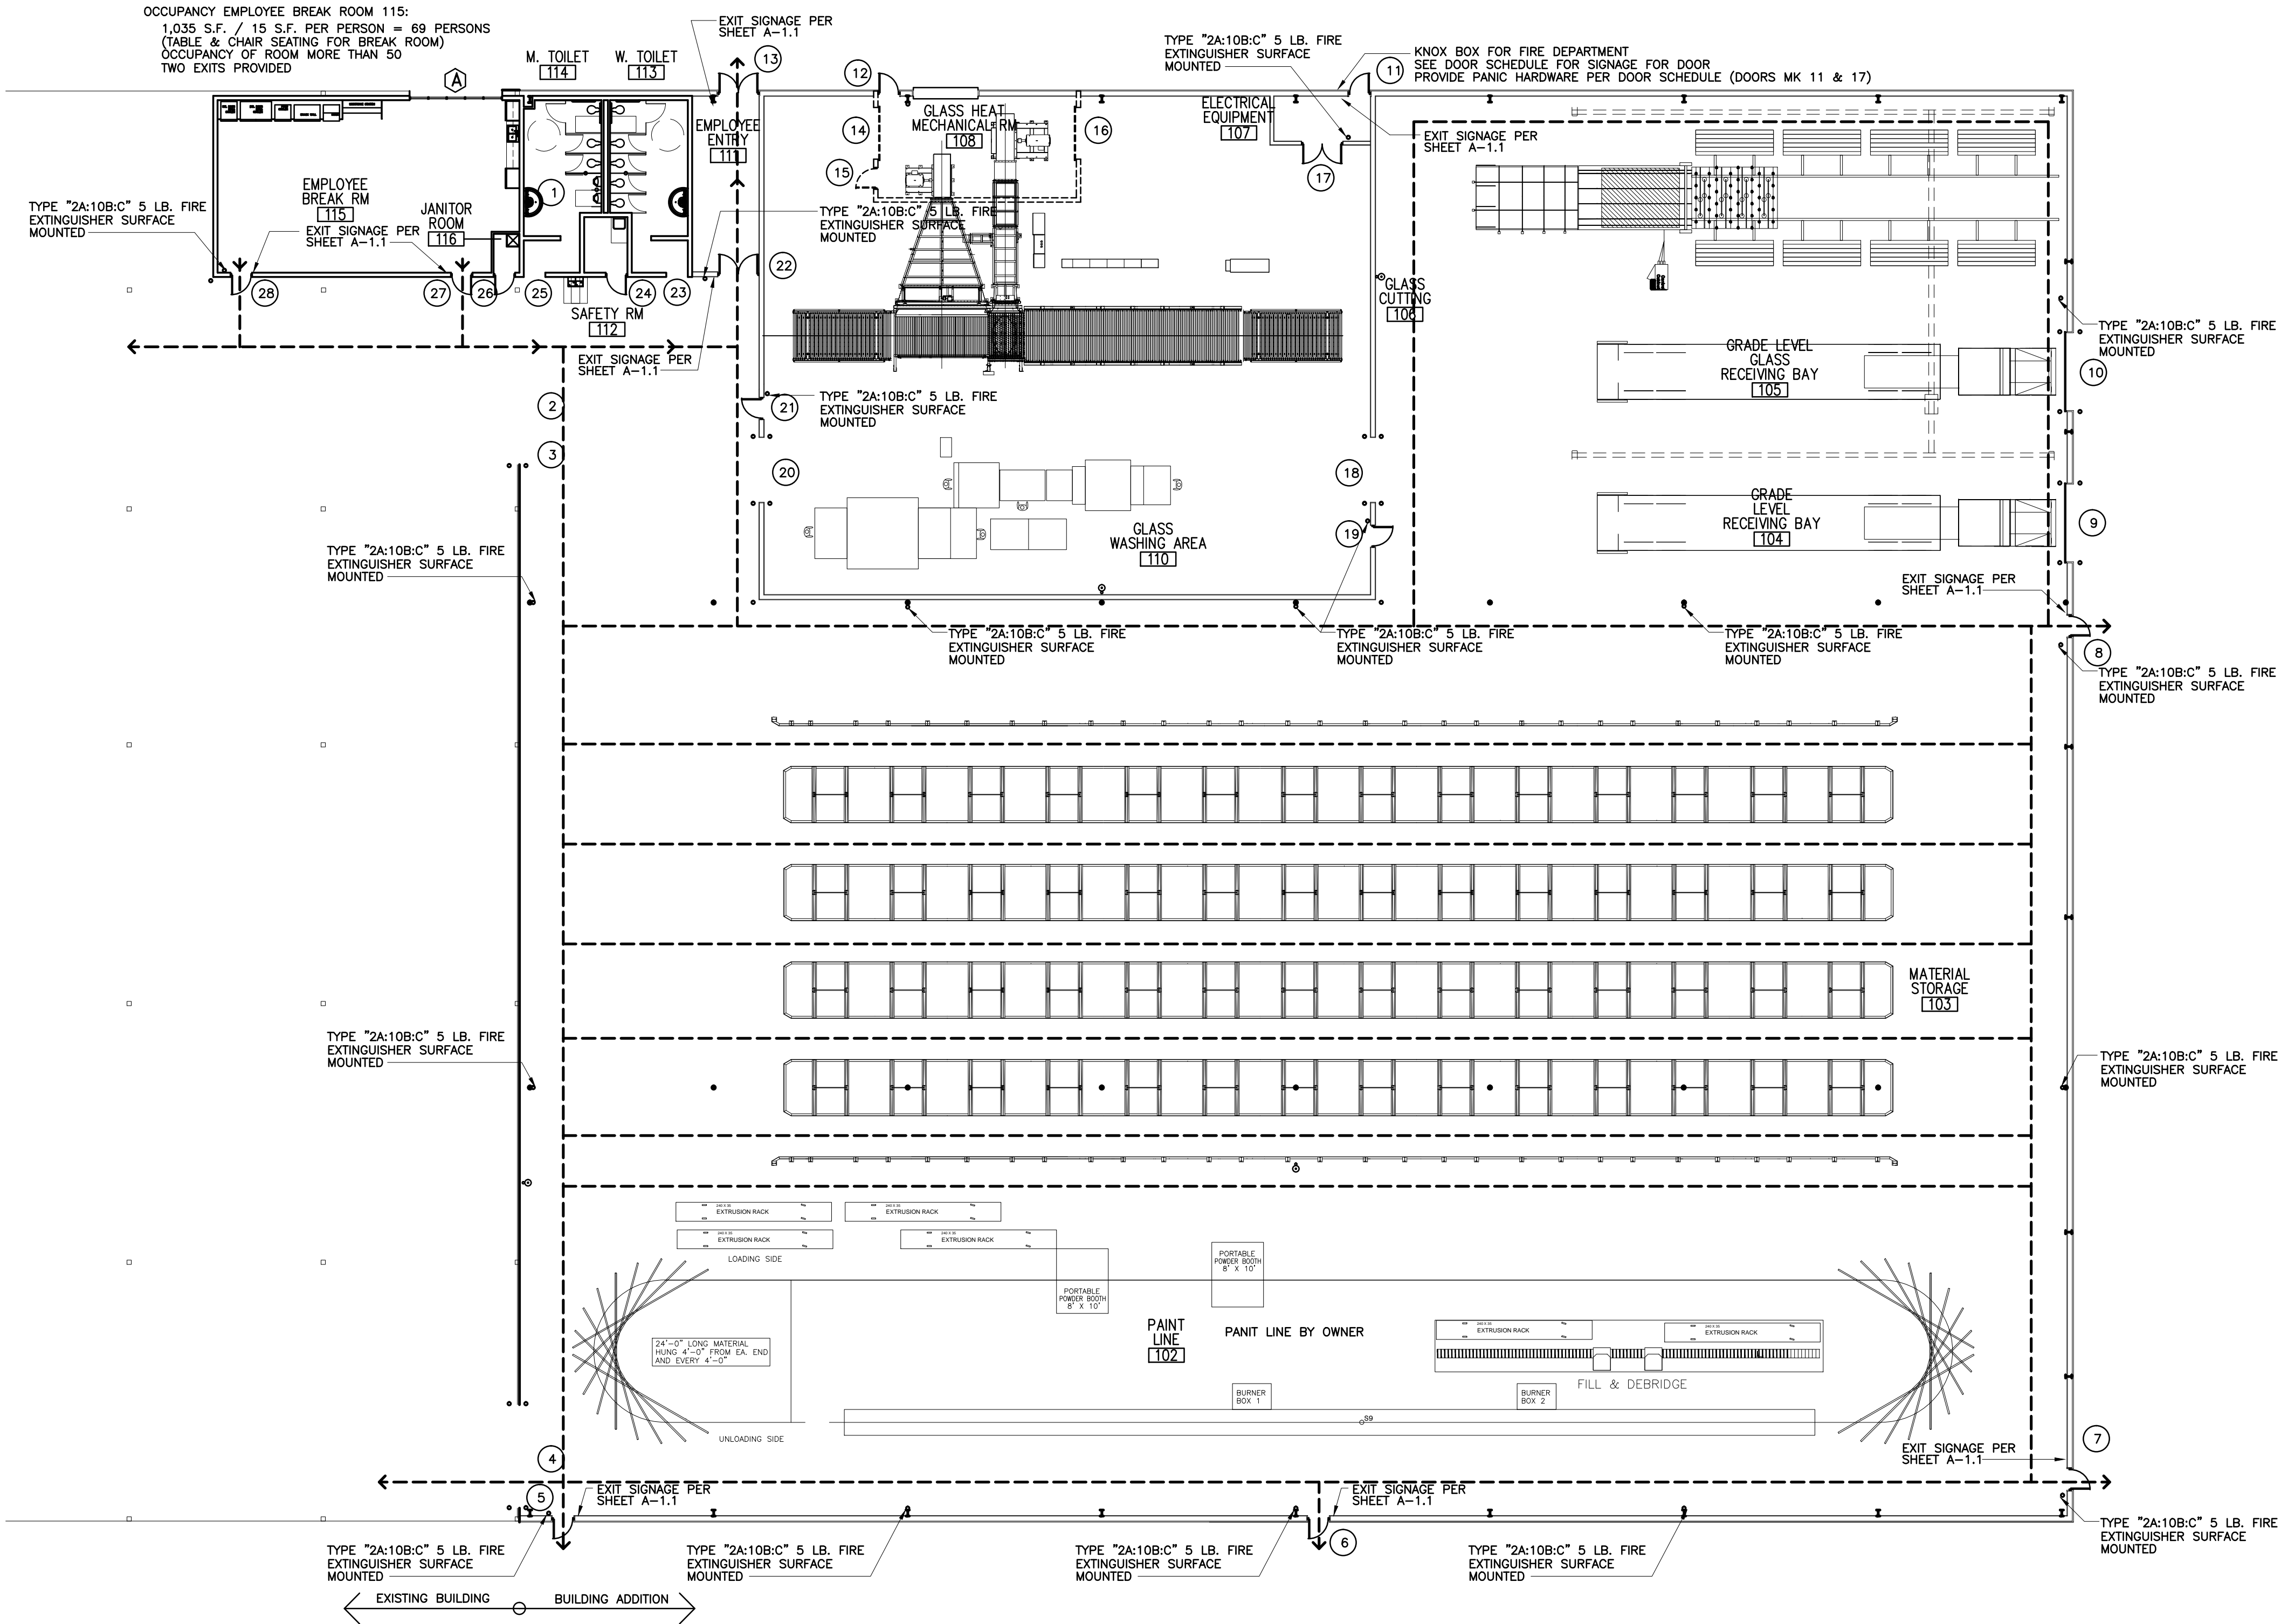 OCCUPANCY EMPLOYEE BREAK ROOM 115:
1,035 S.F. / 15 S.F. PER PERSON = 69 PERSONS
(TABLE & CHAIR SEATING FOR BREAK ROOM)
OCCUPANCY OF ROOM MORE THAN 50
TWO EXITS PROVIDED
A
M. TOILET
114
W. TOILET
113
EXIT SIGNAGE PER
SHEET A-1.1
13
12
TYPE "2A:10B:C" 5 LB. FIRE
EXTINGUISHER SURFACE
MOUNTED
11
KNOX BOX FOR FIRE DEPARTMENT
SEE DOOR SCHEDULE FOR SIGNAGE FOR DOOR
PROVIDE PANIC HARDWARE PER DOOR SCHEDULE (DOORS MK 11 & 17)
EMPLOYEE
ENTRY
111
14
GLASS HEAT
MECHANICAL RM
108
16
ELECTRICAL
EQUIPMENT
107
EXIT SIGNAGE PER
SHEET A-1.1
15
17
EMPLOYEE
BREAK RM
115
1
TYPE "2A:10B:C" 5 LB. FIRE
EXTINGUISHER SURFACE
MOUNTED
JANITOR
ROOM
116
EXIT SIGNAGE PER
SHEET A-1.1
TYPE "2A:10B:C" 5 LB. FIRE
EXTINGUISHER SURFACE
MOUNTED
28
27
26
25
24
23
22
SAFETY RM
112
GLASS
CUTTING
106
EXIT SIGNAGE PER
SHEET A-1.1
TYPE "2A:10B:C" 5 LB. FIRE
EXTINGUISHER SURFACE
MOUNTED
GRADE LEVEL
GLASS
RECEIVING BAY
105
10
2
21
TYPE "2A:10B:C" 5 LB. FIRE
EXTINGUISHER SURFACE
MOUNTED
3
20
18
GRADE
LEVEL
RECEIVING BAY
104
9
GLASS
WASHING AREA
110
19
TYPE "2A:10B:C" 5 LB. FIRE
EXTINGUISHER SURFACE
MOUNTED
EXIT SIGNAGE PER
SHEET A-1.1
TYPE "2A:10B:C" 5 LB. FIRE
EXTINGUISHER SURFACE
MOUNTED
TYPE "2A:10B:C" 5 LB. FIRE
EXTINGUISHER SURFACE
MOUNTED
TYPE "2A:10B:C" 5 LB. FIRE
EXTINGUISHER SURFACE
MOUNTED
8
TYPE "2A:10B:C" 5 LB. FIRE
EXTINGUISHER SURFACE
MOUNTED
MATERIAL
STORAGE
103
TYPE "2A:10B:C" 5 LB. FIRE
EXTINGUISHER SURFACE
MOUNTED
TYPE "2A:10B:C" 5 LB. FIRE
EXTINGUISHER SURFACE
MOUNTED
240 X 30
EXTRUSION RACK
240 X 30
EXTRUSION RACK
240 X 30
EXTRUSION RACK
240 X 30
EXTRUSION RACK
LOADING SIDE
PORTABLE
POWDER BOOTH
8' X 10'
PORTABLE
POWDER BOOTH
8' X 10'
24'-0" LONG MATERIAL
HUNG 4'-0" FROM EA. END
AND EVERY 4'-0"
PAINT
LINE
102
PANIT LINE BY OWNER
240 X 30
EXTRUSION RACK
240 X 30
EXTRUSION RACK
FILL & DEBRIDGE
BURNER
BOX 1
BURNER
BOX 2
S9
UNLOADING SIDE
4
7
EXIT SIGNAGE PER
SHEET A-1.1
5
EXIT SIGNAGE PER
SHEET A-1.1
EXIT SIGNAGE PER
SHEET A-1.1
6
TYPE "2A:10B:C" 5 LB. FIRE
EXTINGUISHER SURFACE
MOUNTED
TYPE "2A:10B:C" 5 LB. FIRE
EXTINGUISHER SURFACE
MOUNTED
TYPE "2A:10B:C" 5 LB. FIRE
EXTINGUISHER SURFACE
MOUNTED
TYPE "2A:10B:C" 5 LB. FIRE
EXTINGUISHER SURFACE
MOUNTED
TYPE "2A:10B:C" 5 LB. FIRE
EXTINGUISHER SURFACE
MOUNTED
EXISTING BUILDING
BUILDING ADDITION